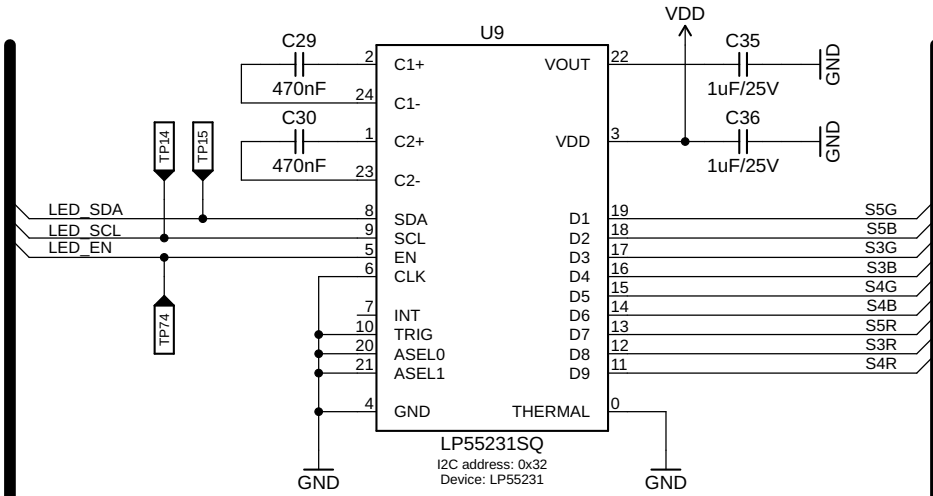 U9
VDD
C29
470nF
C30
470nF
C35
1uF/25V
GND
C36
1uF/25V
GND
TP14
TP15
TP74
LED_SDA
LED_SCL
LED_EN
2 C1+
24 C1-
1 C2+
23 C2-
8 SDA
9 SCL
5 EN
6 CLK
7 INT
10 TRIG
20 ASEL0
21 ASEL1
4 GND
VOUT 22
VDD 3
D1 19 S5G
D2 18 S5B
D3 17 S3G
D4 16 S3B
D5 15 S4G
D6 14 S4B
D7 13 S5R
D8 12 S3R
D9 11 S4R
THERMAL 0
LP55231SQ
I2C address: 0x32
Device: LP55231
GND
GND